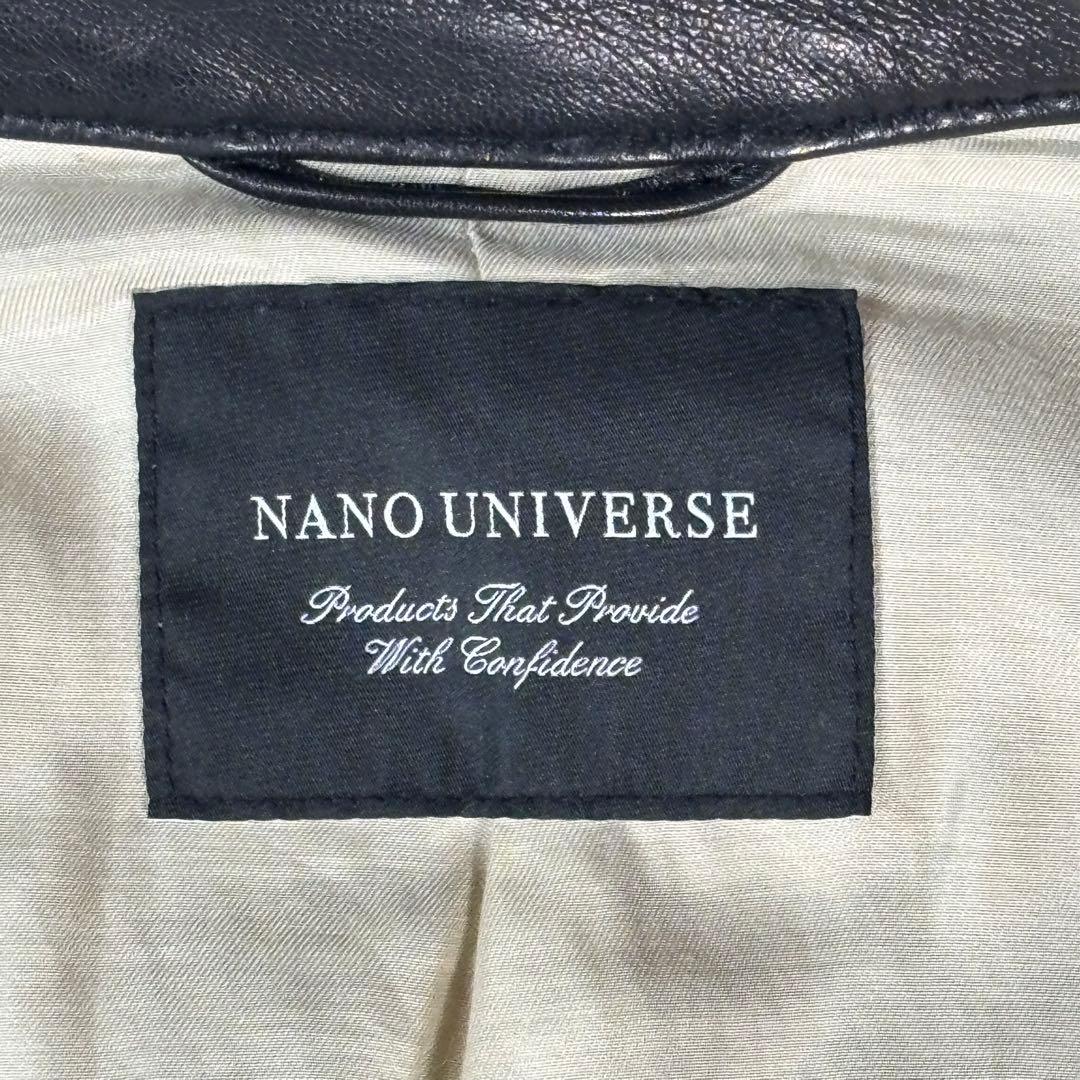 NANO UNIVERSE
Products That Provide
With Confidence